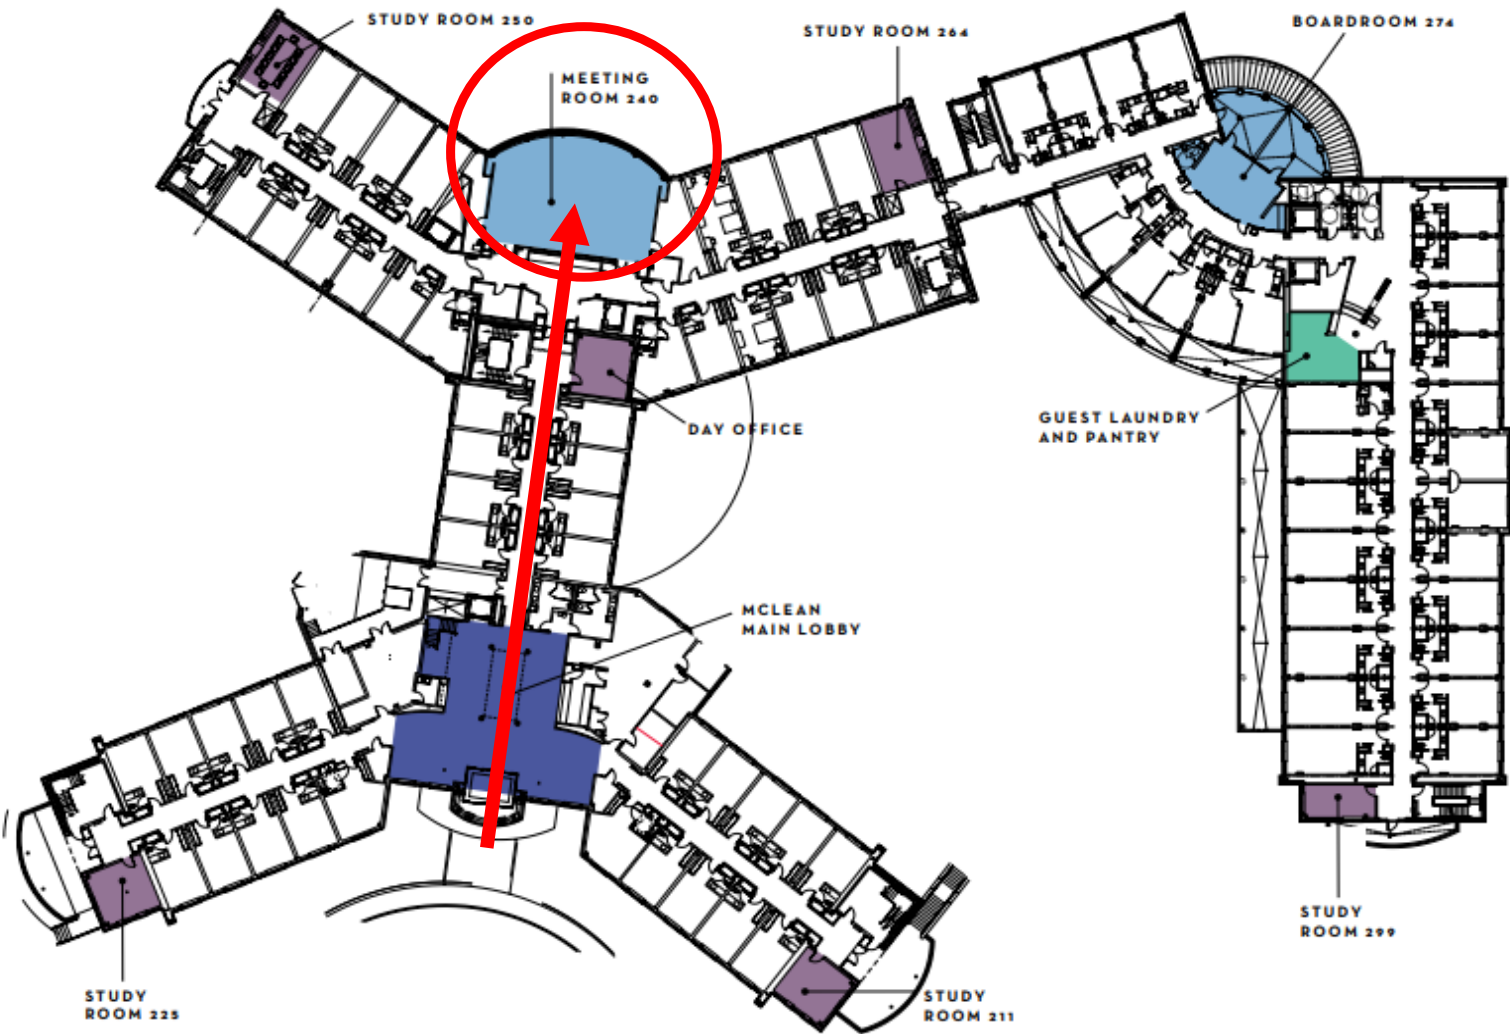 STUDY ROOM 250
MEETING
ROOM 240
STUDY ROOM 264
BOARDROOM 274
DAY OFFICE
GUEST LAUNDRY
AND PANTRY
MCLEAN
MAIN LOBBY
STUDY
ROOM 299
STUDY
ROOM 225
STUDY
ROOM 211